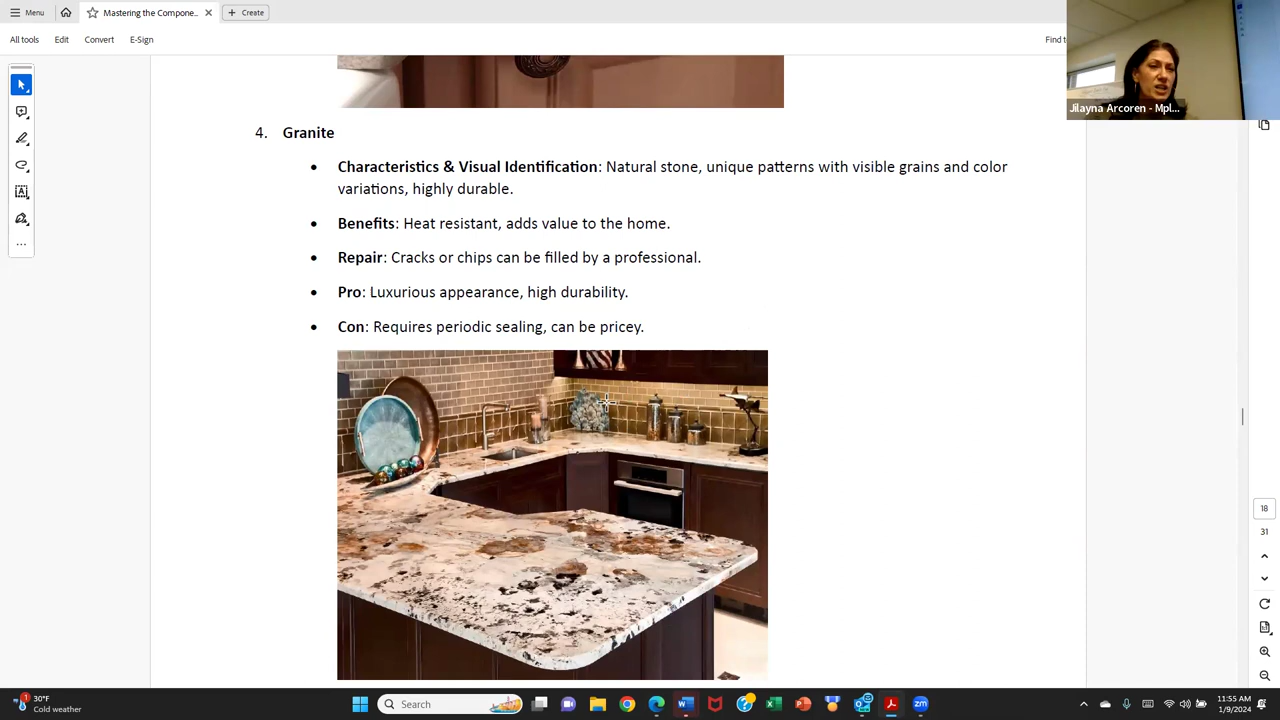 Menu
Mastering the Compone...
Create
All tools
Edit
Convert
E-Sign
Find to
Jilayna Arcoren - Mpl...
4. Granite
• Characteristics & Visual Identification: Natural stone, unique patterns with visible grains and color
variations, highly durable.
• Benefits: Heat resistant, adds value to the home.
• Repair: Cracks or chips can be filled by a professional.
• Pro: Luxurious appearance, high durability.
• Con: Requires periodic sealing, can be pricey.
18
31
1
30°F
Cold weather
Search
11:55 AM
1/9/2024